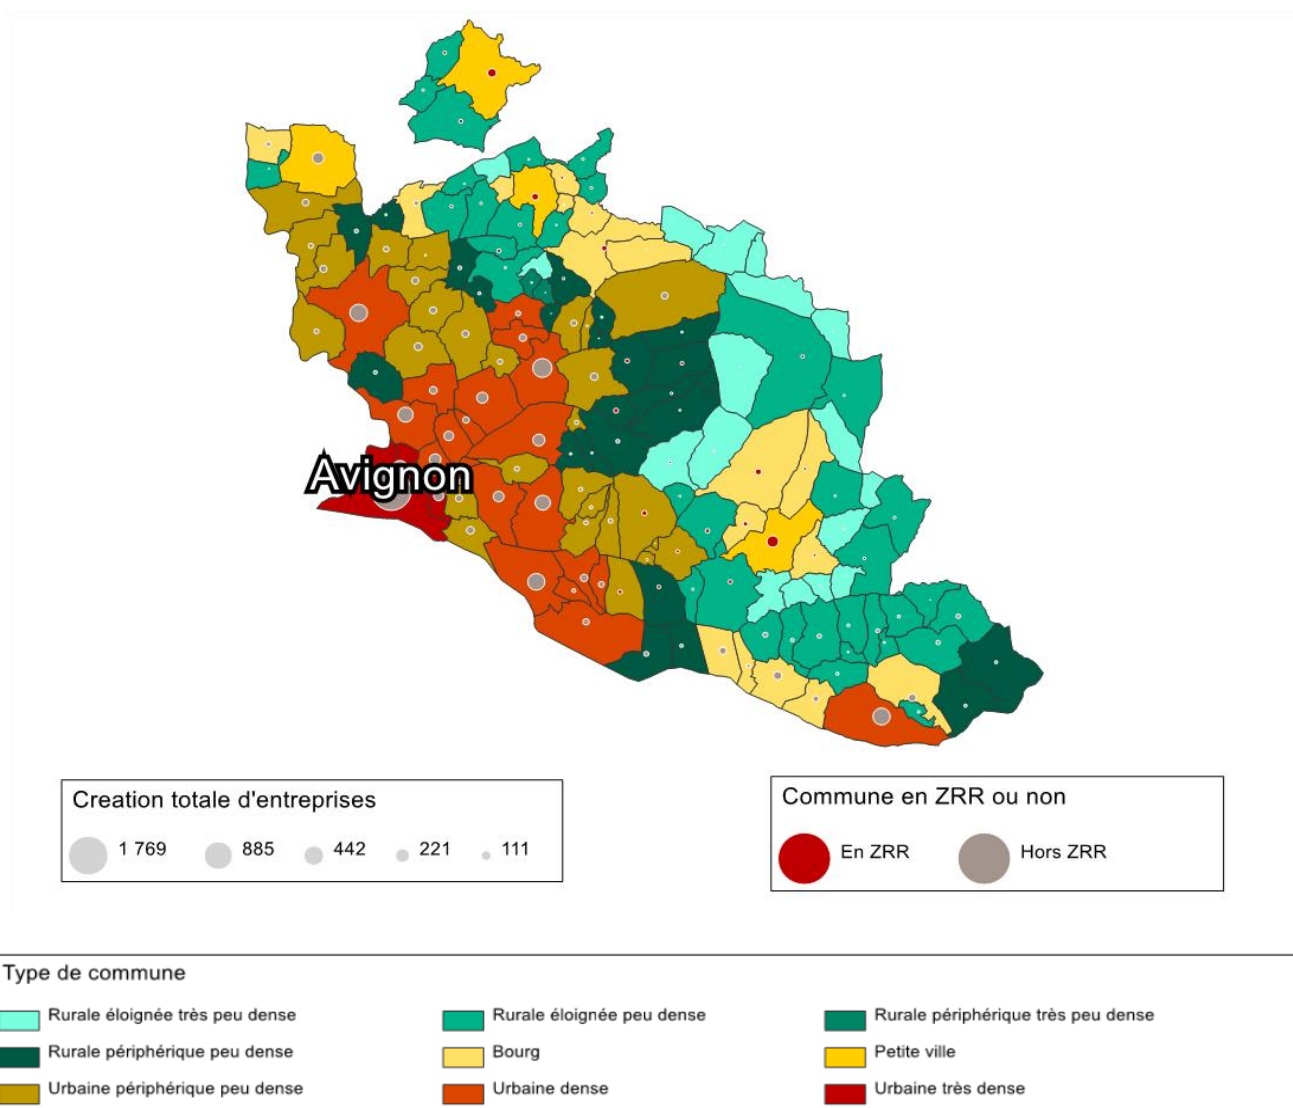 Avignon
Creation totale d'entreprises
1 769 885 442 221 111
Commune en ZRR ou non
En ZRR Hors ZRR
Type de commune
Rurale éloignée très peu dense Rurale éloignée peu dense Rurale périphérique très peu dense
Rurale périphérique peu dense Bourg Petite ville
Urbaine périphérique peu dense Urbaine dense Urbaine très dense